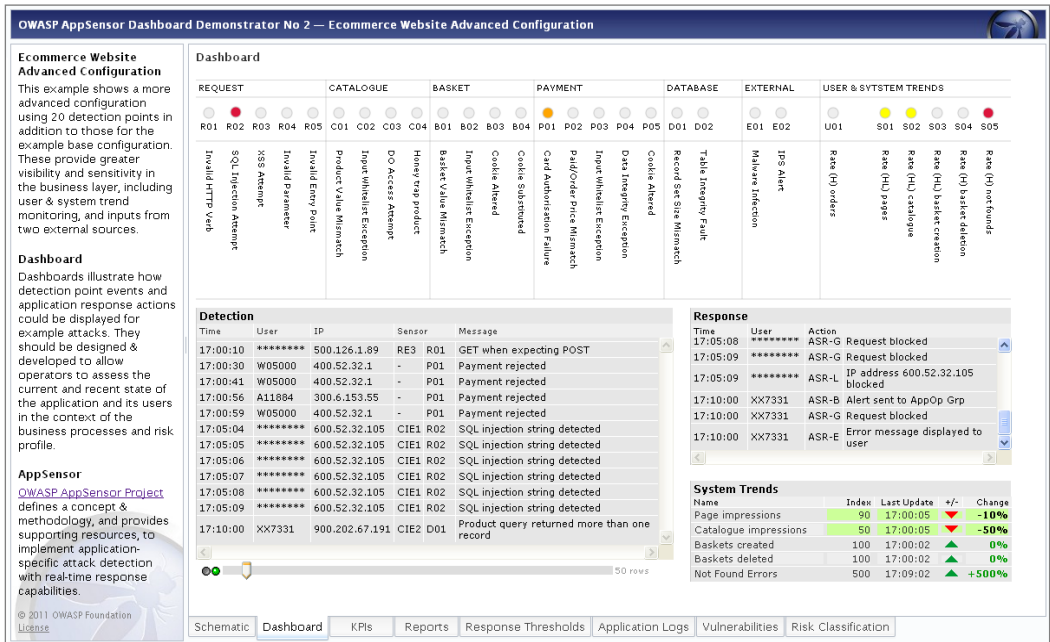 OWASP AppSensor Dashboard Demonstrator No 2 — Ecommerce Website Advanced Configuration
Ecommerce Website
Advanced Configuration
This example shows a more
advanced configuration
using 20 detection points in
addition to those for the
example base configuration.
These provide greater
visibility and sensitivity in
the business layer, including
user & system trend
monitoring, and inputs from
two external sources.
Dashboard
Dashboards illustrate how
detection point events and
application response actions
could be displayed for
example attacks. They
should be designed &
developed to allow
operators to assess the
current and recent state of
the application and its users
in the context of the
business processes and risk
profile.
AppSensor
OWASP AppSensor Project
defines a concept &
methodology, and provides
supporting resources, to
implement application-
specific attack detection
with real-time response
capabilities.
© 2011 OWASP Foundation
License
Dashboard
REQUEST CATALOGUE BASKET PAYMENT DATABASE EXTERNAL USER & SYTSTEM TRENDS
R01 R02 R03 R04 R05 C01 C02 C03 C04 B01 B02 B03 B04 P01 P02 P03 P04 P05 D01 D02 E01 E02 U01 S01 S02 S03 S04 S05
Invalid HTTP Verb
SQL Injection Attempt
XSS Attempt
Invalid Parameter
Invalid Entry Point
Product Value Mismatch
Input Whitelist Exception
DO Access Attempt
Honey trap product
Basket Value Mismatch
Input Whitelist Exception
Cookie Altered
Cookie Substituted
Card Authorisation Failure
Paid/Order Price Mismatch
Input Whitelist Exception
Data Integrity Exception
Cookie Altered
Record Set Size Mismatch
Table Integrity Fault
Malware Infection
IPS Alert
Rate (H) orders
Rate (HL) pages
Rate (HL) catalogue
Rate (HL) basket creation
Rate (H) basket deletion
Rate (H) not founds
Detection
Time User IP Sensor Message
17:00:10 ******** 500.126.1.89 RE3 R01 GET when expecting POST
17:00:30 W05000 400.52.32.1 - P01 Payment rejected
17:00:41 W05000 400.52.32.1 - P01 Payment rejected
17:00:56 A11884 300.6.153.55 - P01 Payment rejected
17:00:59 W05000 400.52.32.1 - P01 Payment rejected
17:05:04 ******** 600.52.32.105 CIE1 R02 SQL injection string detected
17:05:05 ******** 600.52.32.105 CIE1 R02 SQL injection string detected
17:05:06 ******** 600.52.32.105 CIE1 R02 SQL injection string detected
17:05:07 ******** 600.52.32.105 CIE1 R02 SQL injection string detected
17:05:08 ******** 600.52.32.105 CIE1 R02 SQL injection string detected
17:05:09 ******** 600.52.32.105 CIE1 R02 SQL injection string detected
17:10:00 XX7331 900.202.67.191 CIE2 D01 Product query returned more than one
record
50 rows
Response
Time User Action
17:05:08 ******** ASR-G Request blocked
17:05:09 ******** ASR-G Request blocked
17:05:09 ******** ASR-L IP address 600.52.32.105
blocked
17:10:00 XX7331 ASR-B Alert sent to AppOp Grp
17:10:00 XX7331 ASR-G Request blocked
17:10:00 XX7331 ASR-E Error message displayed to
user
System Trends
Name Index Last Update +/- Change
Page impressions 90 17:00:05 -10%
Catalogue impressions 50 17:00:05 -50%
Baskets created 100 17:00:02 0%
Baskets deleted 100 17:00:02 0%
Not Found Errors 500 17:09:02 +500%
Schematic Dashboard KPIs Reports Response Thresholds Application Logs Vulnerabilities Risk Classification